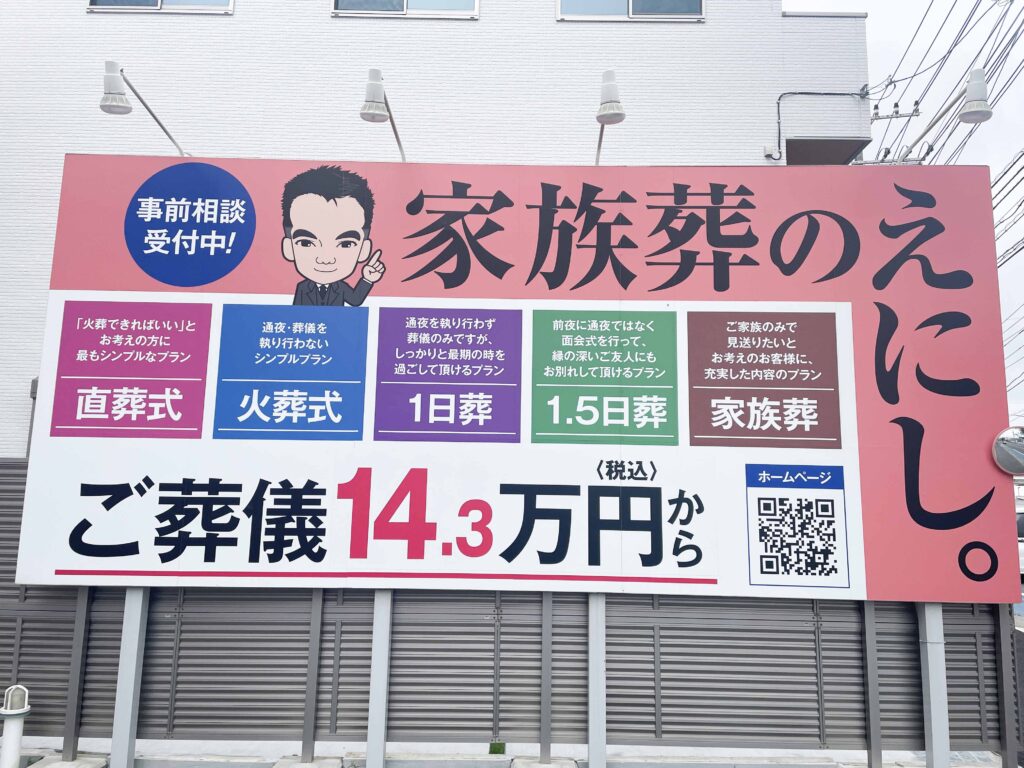 事前相談
受付中!
家族葬のえにし。
「火葬できればいい」と
お考えの方に
最もシンプルなプラン
直葬式
通夜・葬儀を
執り行わない
シンプルプラン
火葬式
通夜を執り行わず
葬儀のみですが、
しっかりと最期の時を
過ごして頂けるプラン
1日葬
前夜に通夜ではなく
面会式を行って、
縁の深いご友人にも
お別れして頂けるプラン
1.5日葬
ご家族のみで
見送りたいと
お考えのお客様に、
充実した内容のプラン
家族葬
ご葬儀14.3万円〈税込〉から
ホームページ